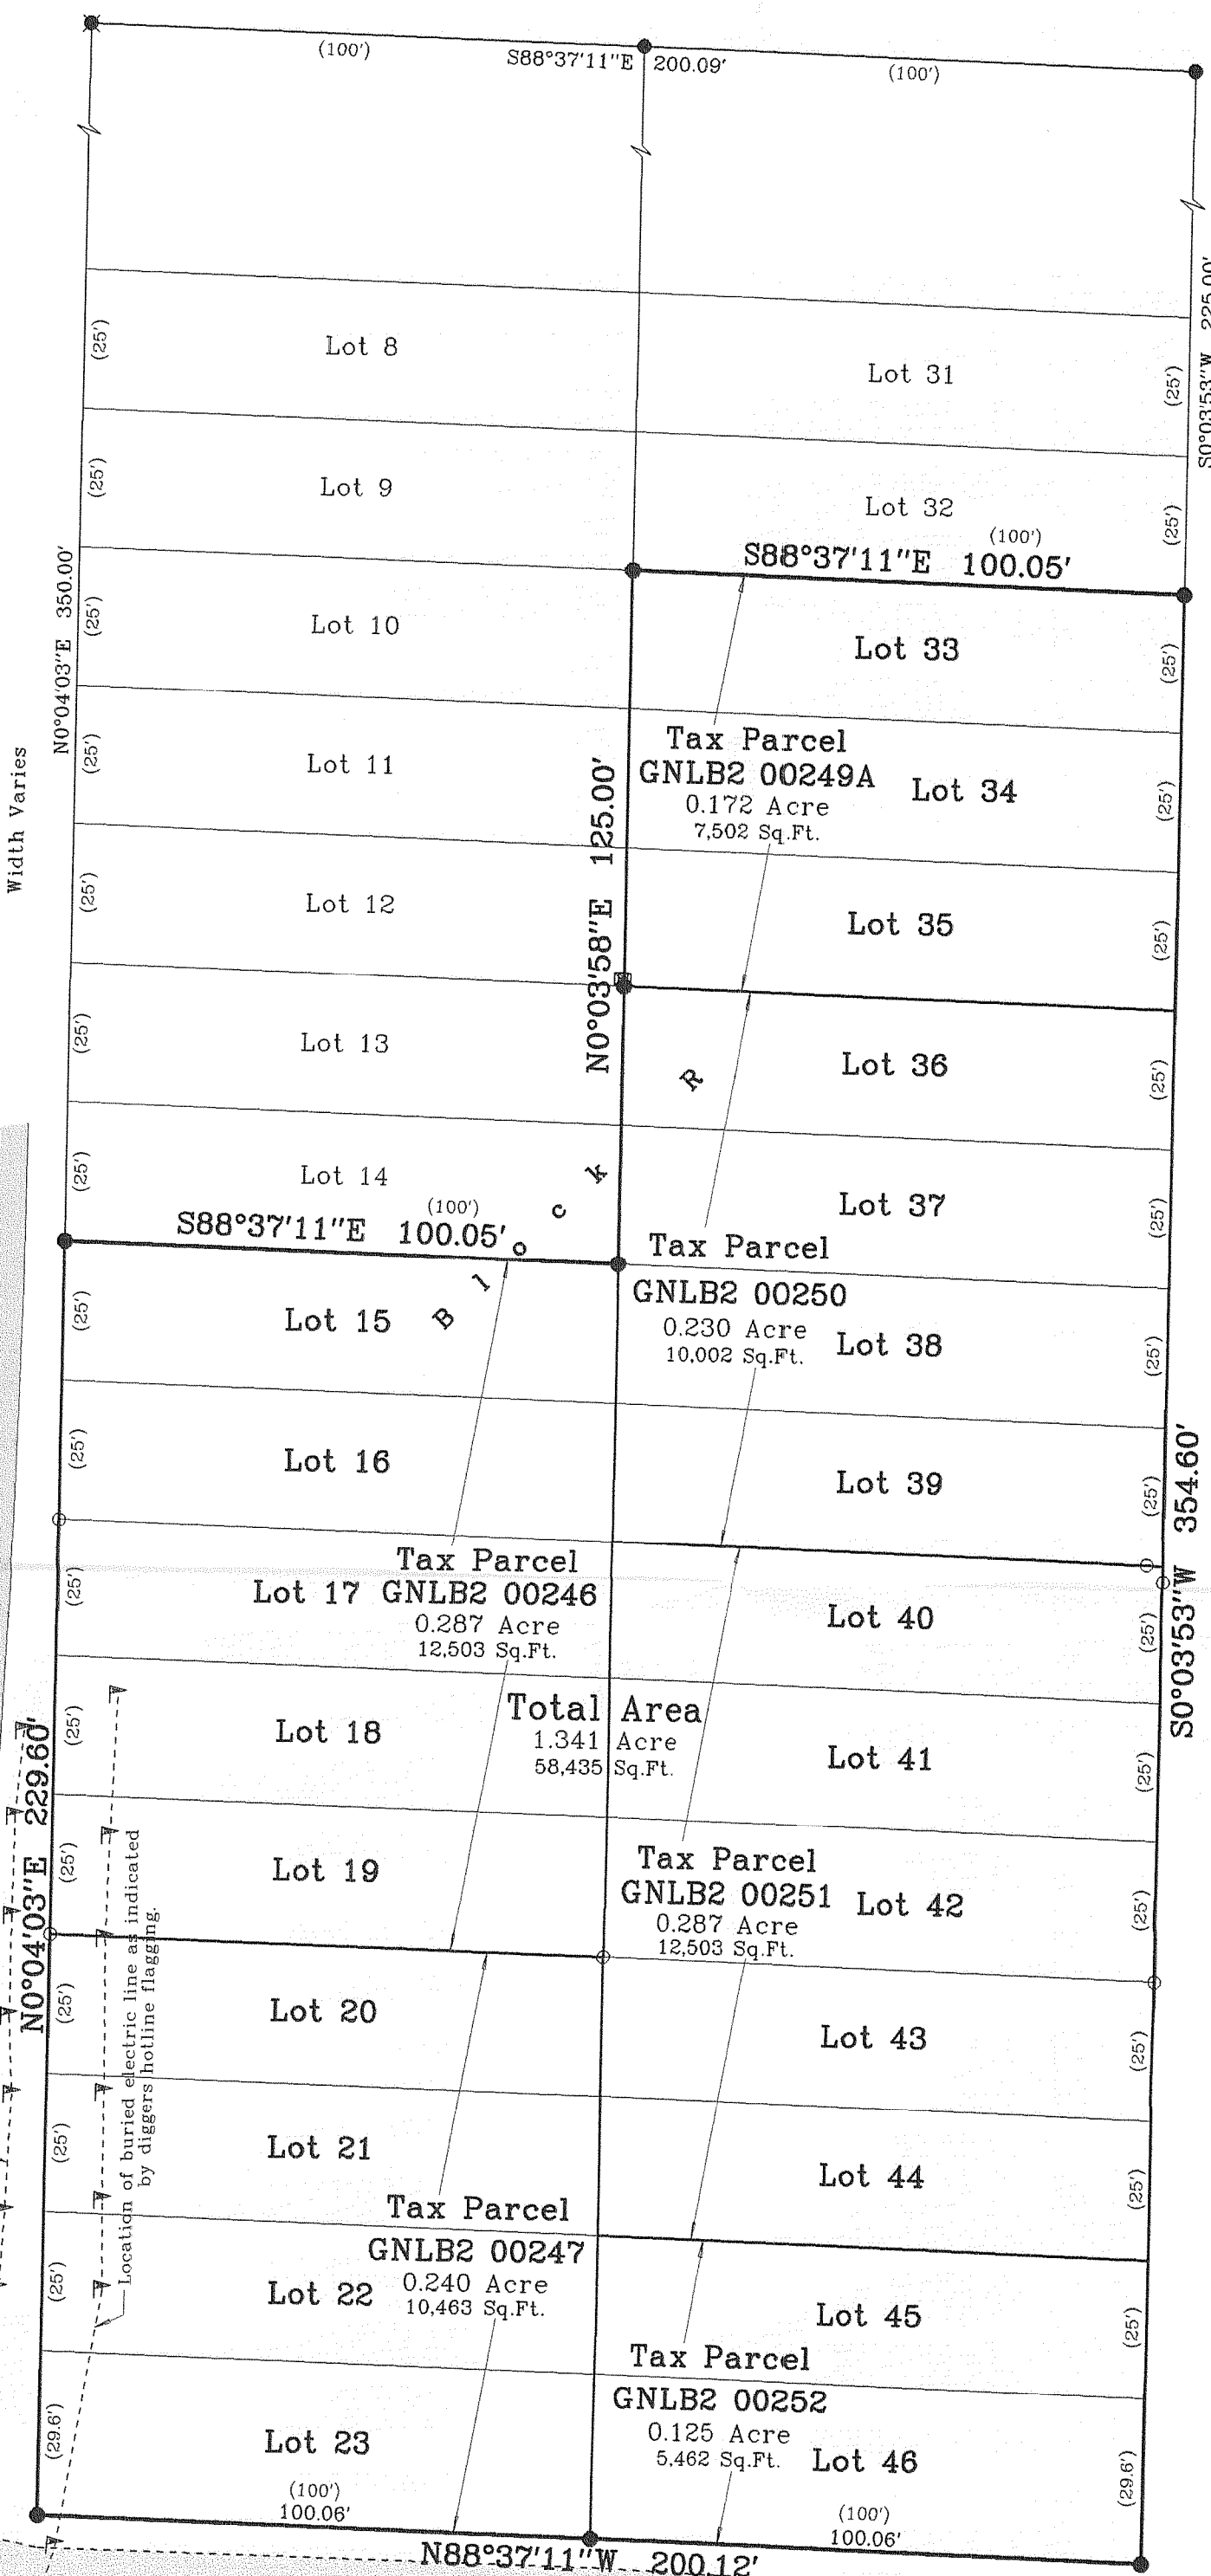 (100')
S88°37'11"E 200.09'
(100')
S0°03'53"W 225.00'
(25')
Lot 8
Lot 31
(25')
(25')
Lot 9
Lot 32
(25')
(100')
S88°37'11"E 100.05'
N0°04'03"E 350.00'
Width Varies
(25')
Lot 10
Lot 33
(25')
Tax Parcel
GNLB2 00249A
0.172 Acre
7,502 Sq.Ft.
(25')
Lot 11
Lot 34
(25')
N0°03'58"E 125.00'
(25')
Lot 12
Lot 35
(25')
(25')
Lot 13
Lot 36
(25')
Block R
(25')
Lot 14
Lot 37
(25')
(100')
S88°37'11"E 100.05'
Tax Parcel
GNLB2 00250
0.230 Acre
10,002 Sq.Ft.
(25')
Lot 15
Lot 38
(25')
(25')
Lot 16
Lot 39
(25')
S0°03'53"W 354.60'
Tax Parcel
GNLB2 00246
0.287 Acre
12,503 Sq.Ft.
(25')
Lot 17
Lot 40
(25')
Total Area
1.341 Acre
58,435 Sq.Ft.
(25')
Lot 18
Lot 41
(25')
N0°04'03"E 229.60'
(25')
Lot 19
Tax Parcel
GNLB2 00251
0.287 Acre
12,503 Sq.Ft.
Lot 42
(25')
Location of buried electric line as indicated
by diggers hotline flagging.
(25')
Lot 20
Lot 43
(25')
(25')
Lot 21
Lot 44
(25')
Tax Parcel
GNLB2 00247
0.240 Acre
10,463 Sq.Ft.
(25')
Lot 22
Lot 45
(25')
Tax Parcel
GNLB2 00252
0.125 Acre
5,462 Sq.Ft.
(29.6')
Lot 23
Lot 46
(29.6')
(100')
100.06'
(100')
100.06'
N88°37'11"W 200.12'